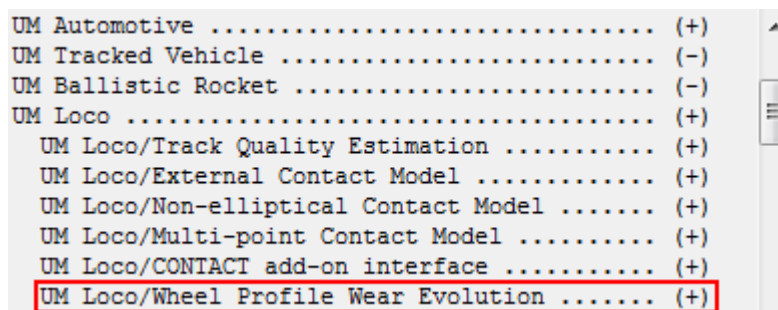 UM Automotive ................................ (+)
UM Tracked Vehicle ........................... (-)
UM Ballistic Rocket .......................... (-)
UM Loco ...................................... (+)
UM Loco/Track Quality Estimation ........... (+)
UM Loco/External Contact Model ............. (+)
UM Loco/Non-elliptical Contact Model ....... (+)
UM Loco/Multi-point Contact Model .......... (+)
UM Loco/CONTACT add-on interface ........... (+)
UM Loco/Wheel Profile Wear Evolution ....... (+)